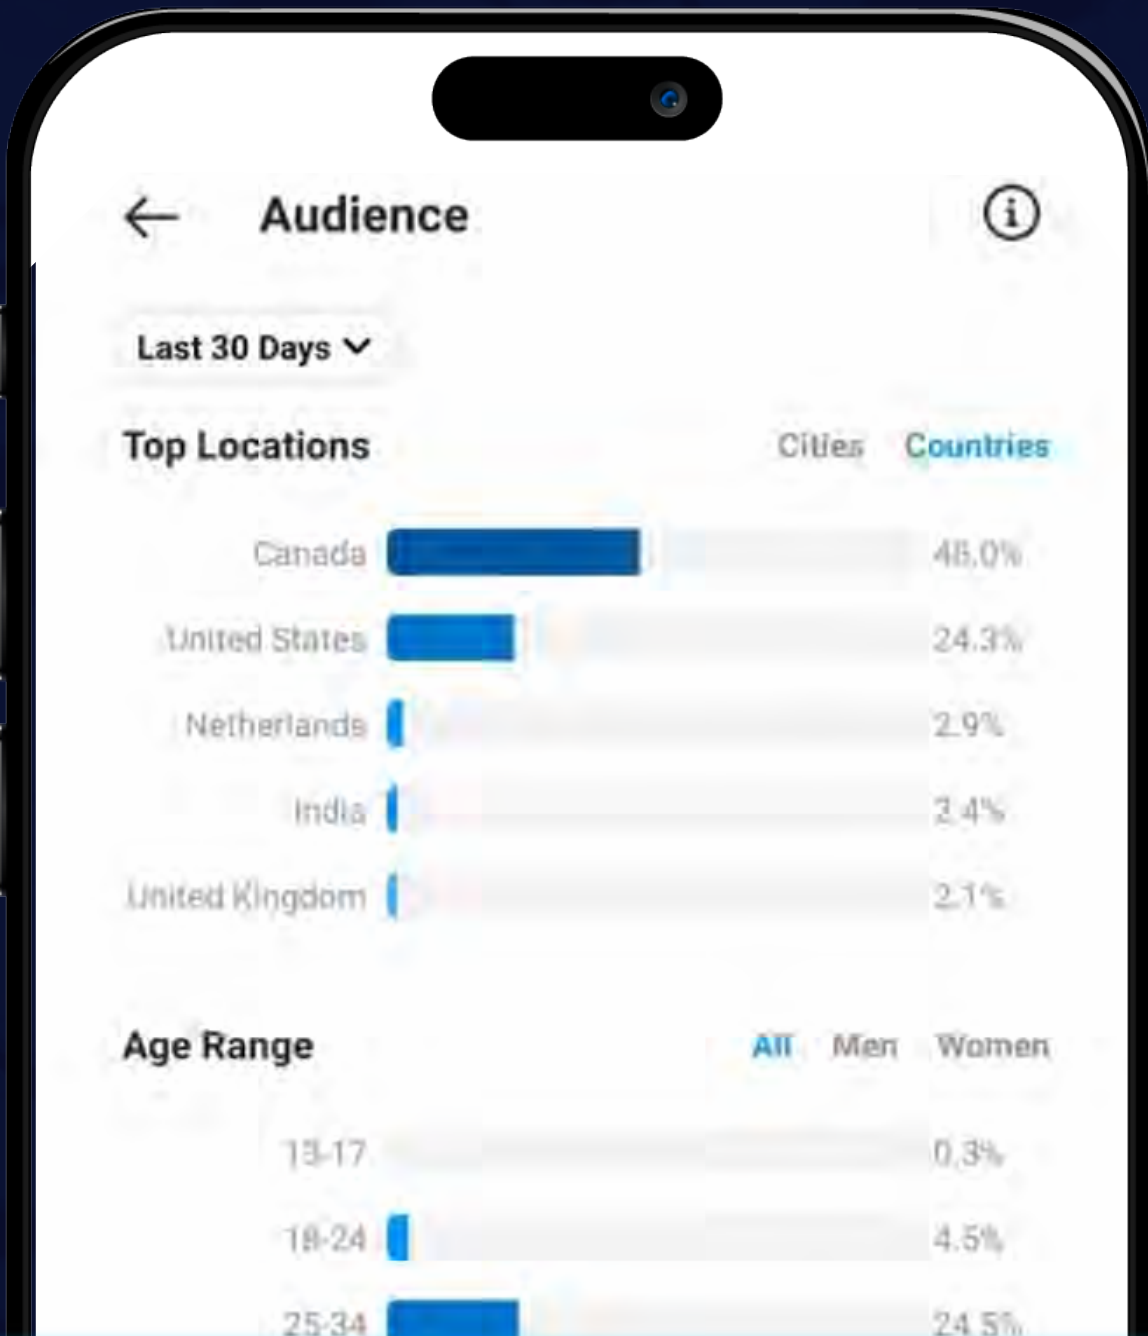 Audience
Last 30 Days
Top Locations Cities Countries
Canada
United States 24.3%
Netherlands 2.9%
India 2.4%
United Kingdom 2.1%
Age Range All Men Women
13-17 0.3%
18-24 4.5%
25-34 24.5%